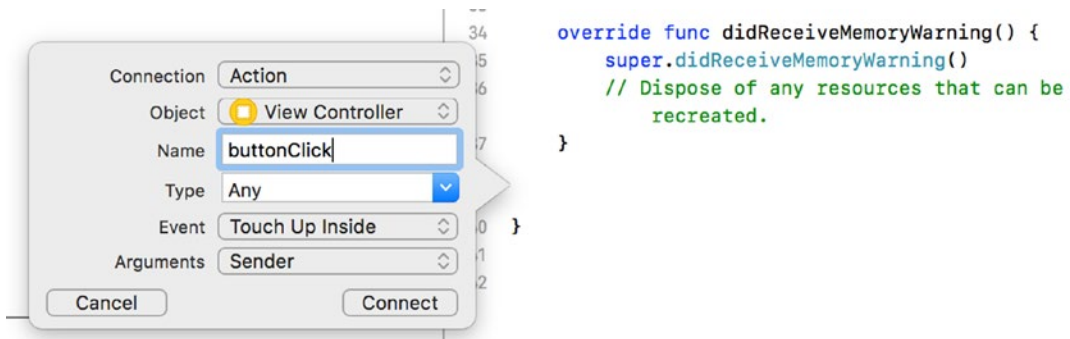 Connection Action
Object View Controller
Name buttonClick
Type Any
Event Touch Up Inside
Arguments Sender
Cancel Connect
34 override func didReceiveMemoryWarning() {
super.didReceiveMemoryWarning()
// Dispose of any resources that can be
recreated.
}
}